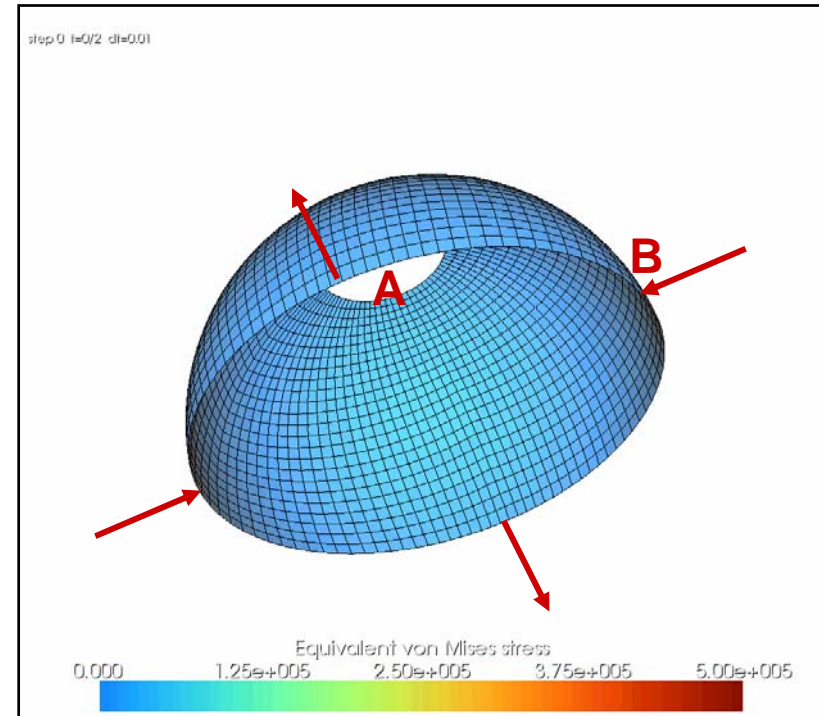 step 0 t=0/2 dt=0.01
B
A
Equivalent von Mises stress
0.000 1.25e+005 2.50e+005 3.75e+005 5.00e+005